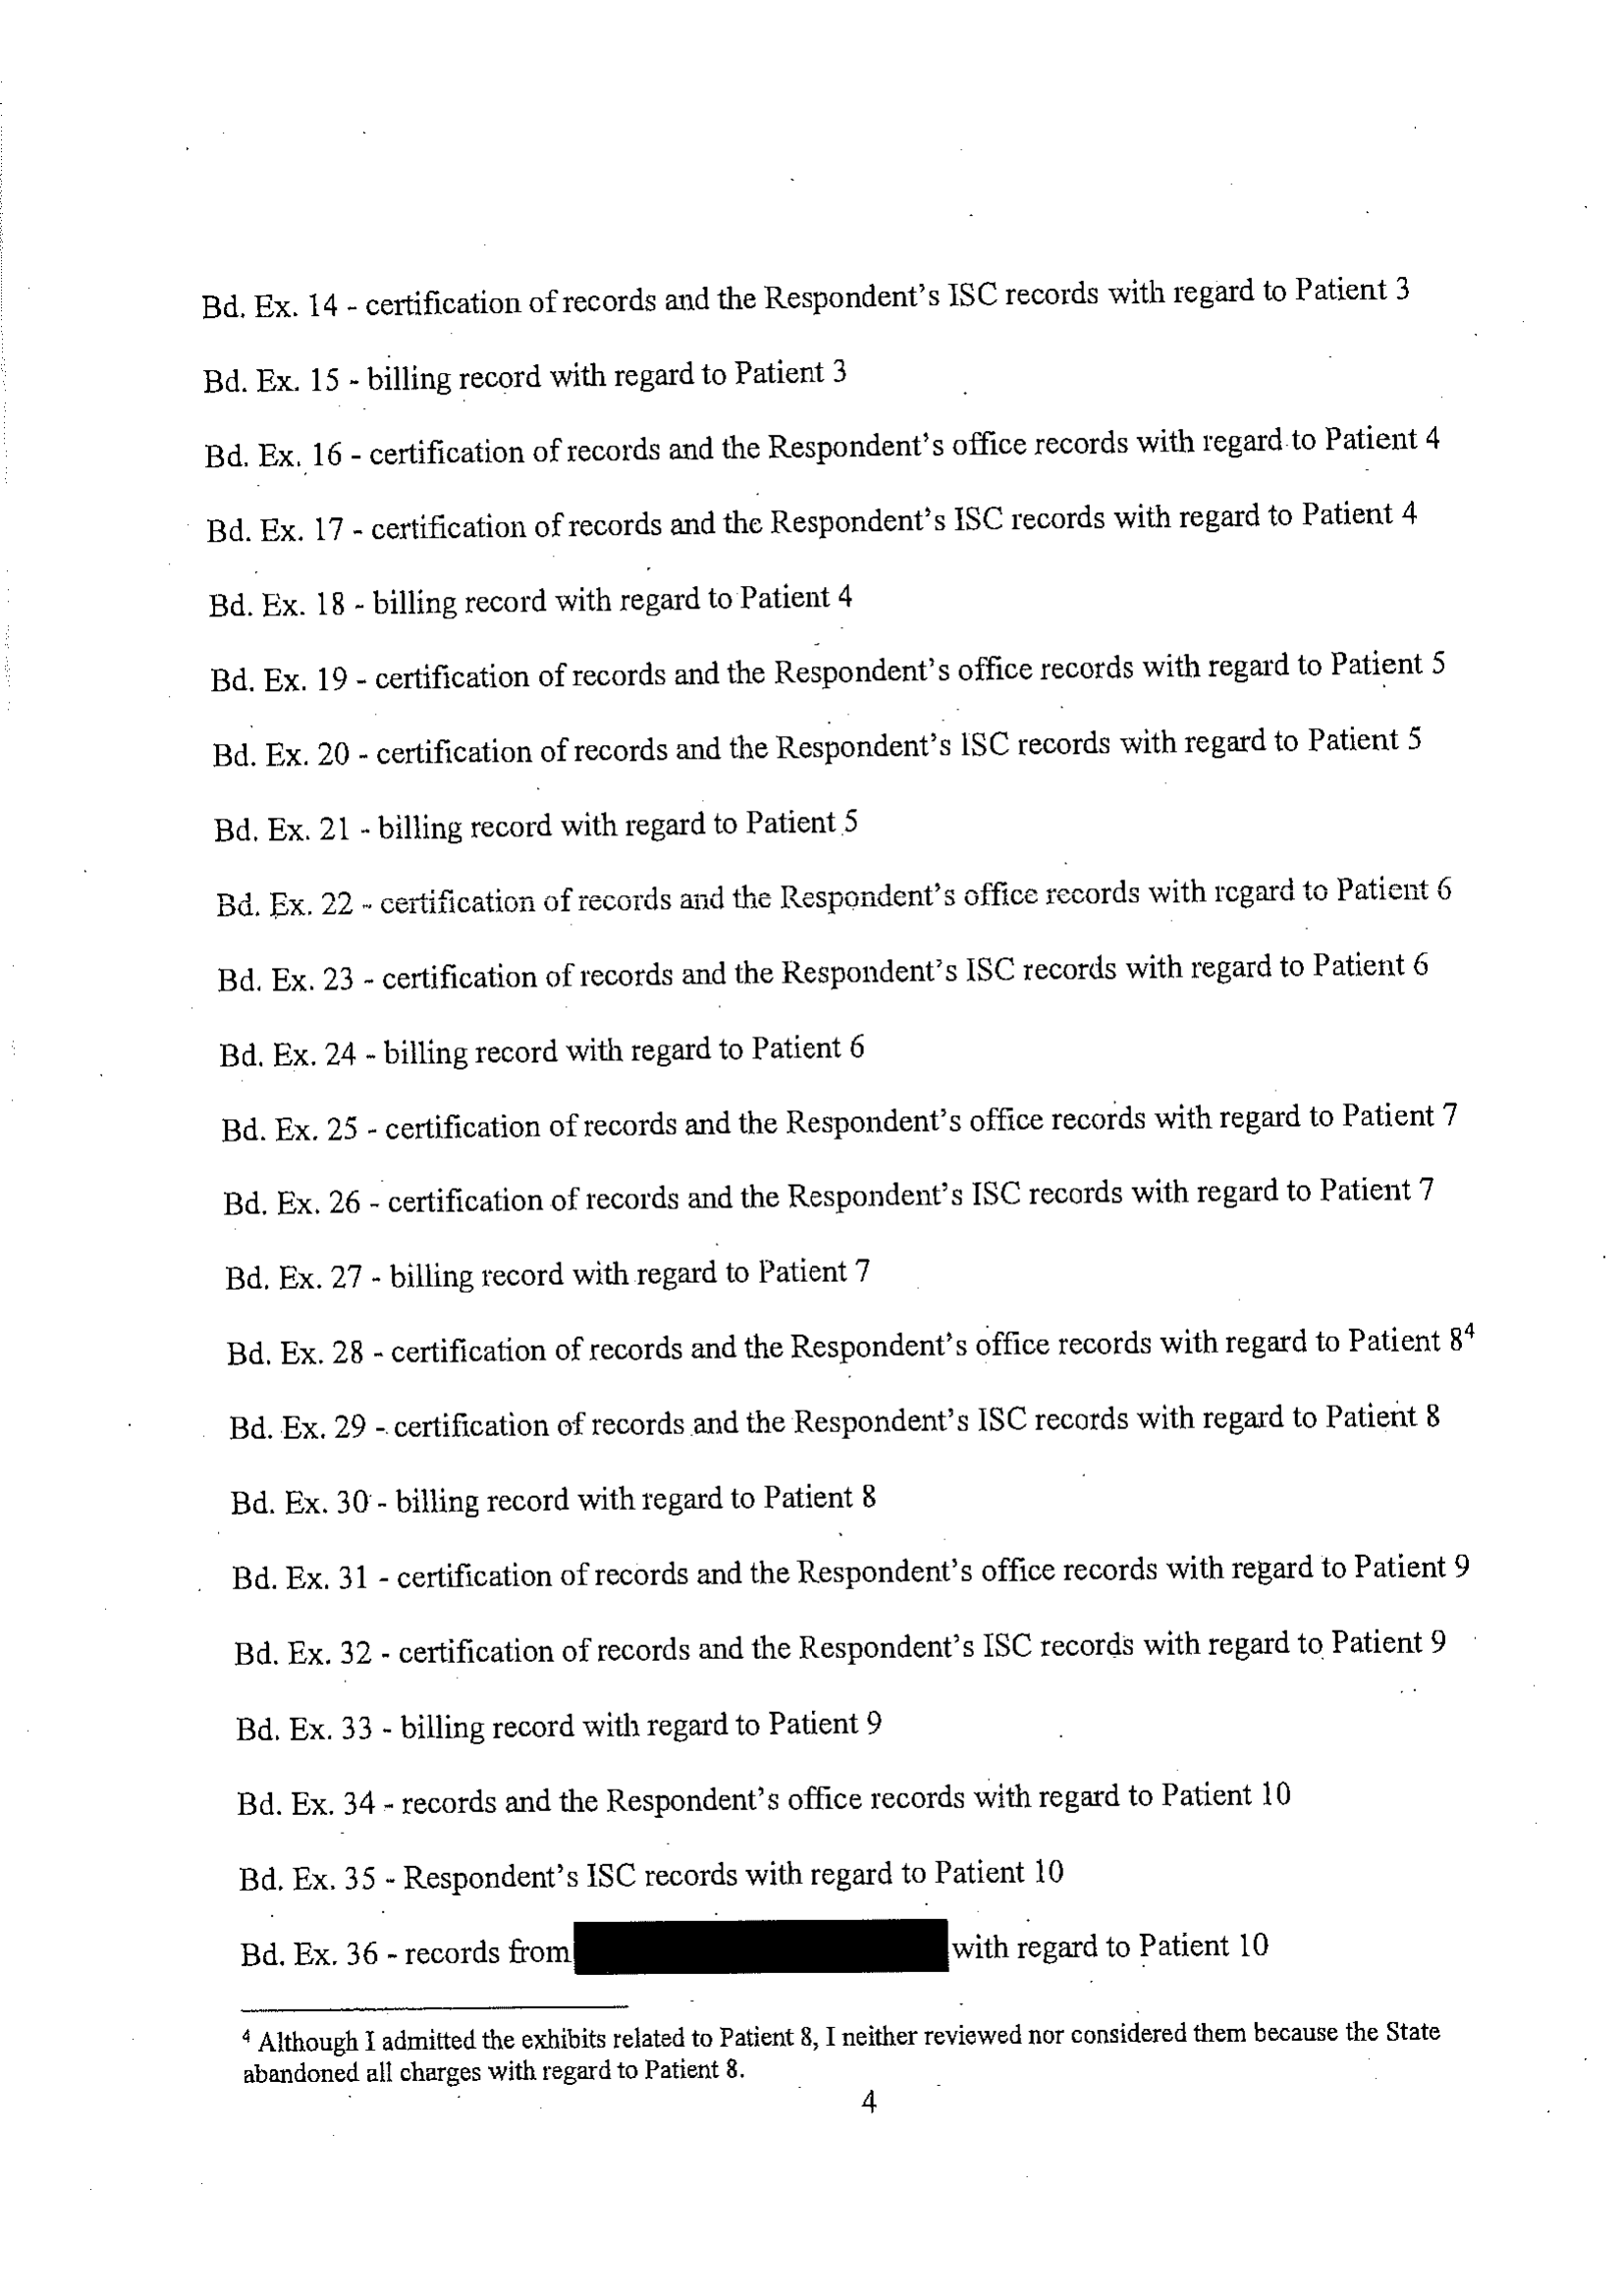 Bd. Ex. 14 - certification of records and the Respondent's ISC records with regard to Patient 3
Bd. Ex. 15 - billing record with regard to Patient 3
Bd. Ex. 16 - certification of records and the Respondent's office records with regard to Patient 4
Bd. Ex. 17 - certification of records and the Respondent's ISC records with regard to Patient 4
Bd. Ex. 18 - billing record with regard to Patient 4
Bd. Ex. 19 - certification of records and the Respondent's office records with regard to Patient 5
Bd. Ex. 20 - certification of records and the Respondent's ISC records with regard to Patient 5
Bd. Ex. 21 - billing record with regard to Patient 5
Bd. Ex. 22 - certification of records and the Respondent's office records with regard to Patient 6
Bd. Ex. 23 - certification of records and the Respondent's ISC records with regard to Patient 6
Bd. Ex. 24 - billing record with regard to Patient 6
Bd. Ex. 25 - certification of records and the Respondent's office records with regard to Patient 7
Bd. Ex. 26 - certification of records and the Respondent's ISC records with regard to Patient 7
Bd. Ex. 27 - billing record with regard to Patient 7
Bd. Ex. 28 - certification of records and the Respondent's office records with regard to Patient 8⁴
Bd. Ex. 29 - certification of records and the Respondent's ISC records with regard to Patient 8
Bd. Ex. 30 - billing record with regard to Patient 8
Bd. Ex. 31 - certification of records and the Respondent's office records with regard to Patient 9
Bd. Ex. 32 - certification of records and the Respondent's ISC records with regard to Patient 9
Bd. Ex. 33 - billing record with regard to Patient 9
Bd. Ex. 34 - records and the Respondent's office records with regard to Patient 10
Bd. Ex. 35 - Respondent's ISC records with regard to Patient 10
Bd. Ex. 36 - records from with regard to Patient 10
⁴ Although I admitted the exhibits related to Patient 8, I neither reviewed nor considered them because the State
abandoned all charges with regard to Patient 8.
4